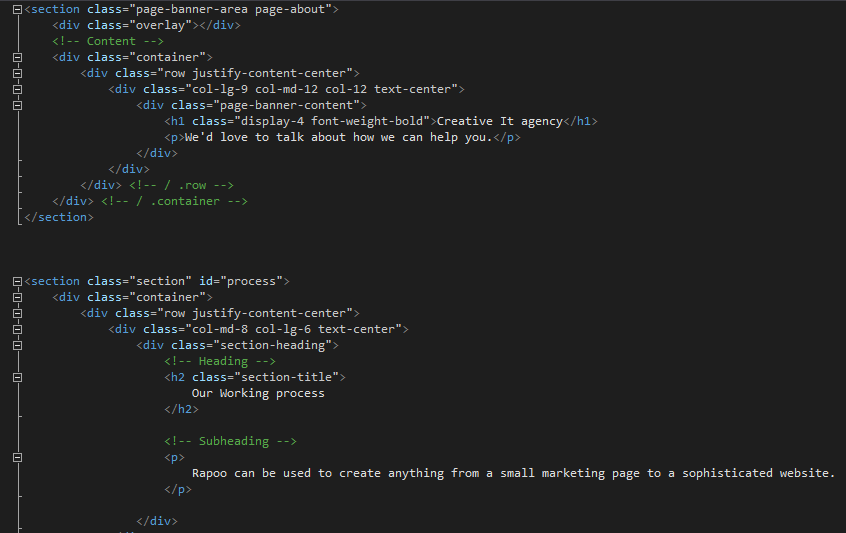 <section class="page-banner-area page-about">
<div class="overlay"></div>
<!-- Content -->
<div class="container">
<div class="row justify-content-center">
<div class="col-lg-9 col-md-12 col-12 text-center">
<div class="page-banner-content">
<h1 class="display-4 font-weight-bold">Creative It agency</h1>
<p>We'd love to talk about how we can help you.</p>
</div>
</div>
</div> <!-- / .row -->
</div> <!-- / .container -->
</section>
<section class="section" id="process">
<div class="container">
<div class="row justify-content-center">
<div class="col-md-8 col-lg-6 text-center">
<div class="section-heading">
<!-- Heading -->
<h2 class="section-title">
Our Working process
</h2>
<!-- Subheading -->
<p>
Rapoo can be used to create anything from a small marketing page to a sophisticated website.
</p>
</div>